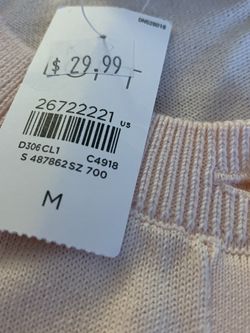 $ 29.99
26722221 US
D306CL1 C4918
S 487862 SZ 700
M